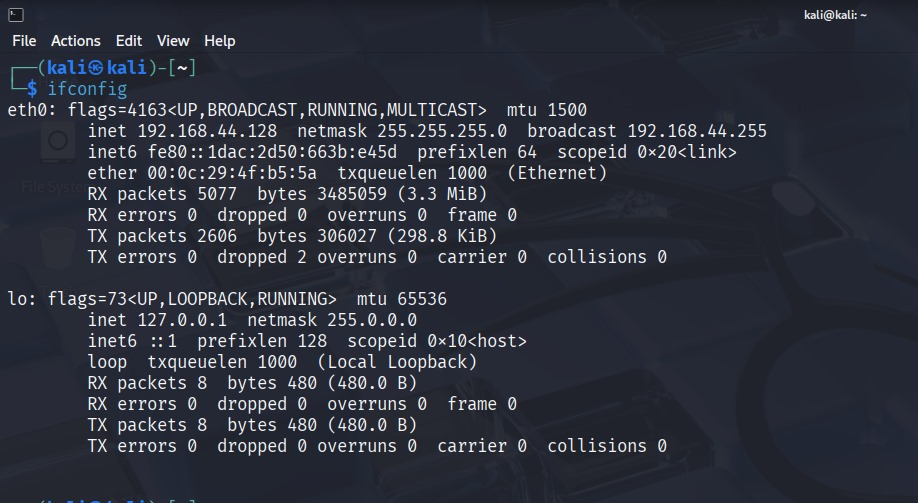 kali@kali: ~
File Actions Edit View Help
┌──(kali㉿kali)-[~]
└─$ ifconfig
eth0: flags=4163<UP,BROADCAST,RUNNING,MULTICAST>  mtu 1500
        inet 192.168.44.128  netmask 255.255.255.0  broadcast 192.168.44.255
        inet6 fe80::1dac:2d50:663b:e45d  prefixlen 64  scopeid 0x20<link>
        ether 00:0c:29:4f:b5:5a  txqueuelen 1000  (Ethernet)
        RX packets 5077  bytes 3485059 (3.3 MiB)
        RX errors 0  dropped 0  overruns 0  frame 0
        TX packets 2606  bytes 306027 (298.8 KiB)
        TX errors 0  dropped 2 overruns 0  carrier 0  collisions 0

lo: flags=73<UP,LOOPBACK,RUNNING>  mtu 65536
        inet 127.0.0.1  netmask 255.0.0.0
        inet6 ::1  prefixlen 128  scopeid 0x10<host>
        loop  txqueuelen 1000  (Local Loopback)
        RX packets 8  bytes 480 (480.0 B)
        RX errors 0  dropped 0  overruns 0  frame 0
        TX packets 8  bytes 480 (480.0 B)
        TX errors 0  dropped 0 overruns 0  carrier 0  collisions 0